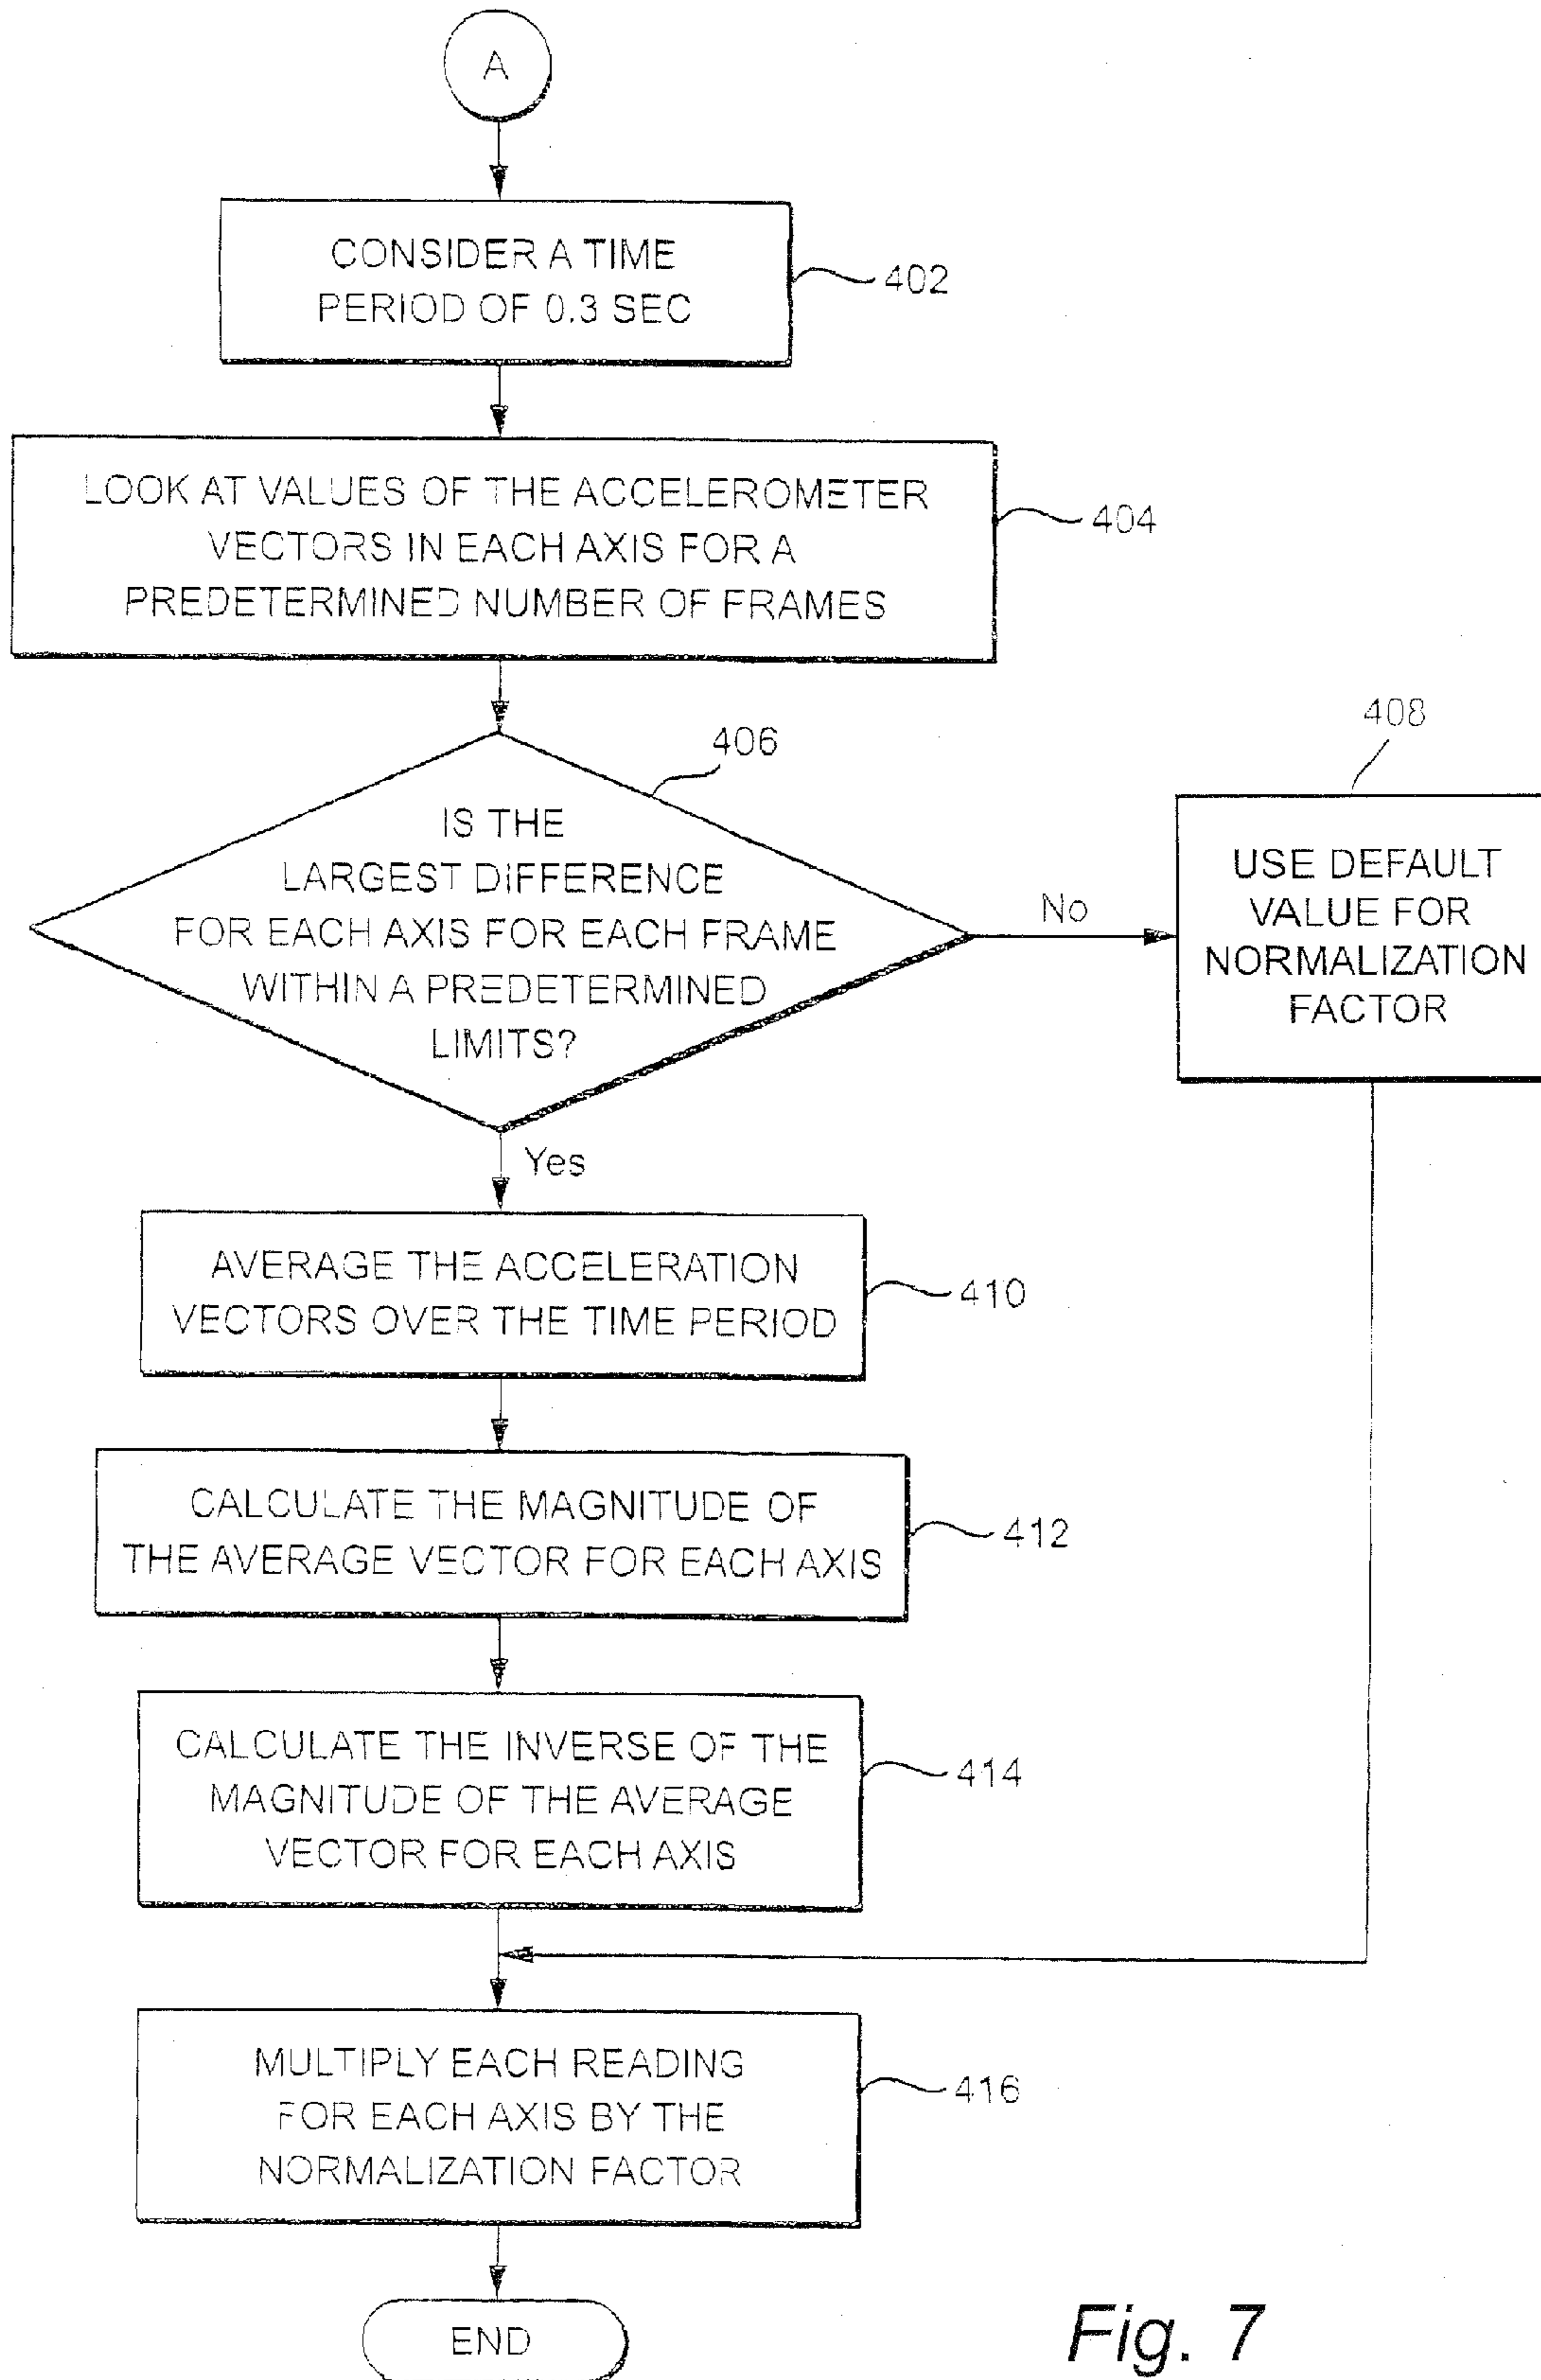 A
CONSIDER A TIME
PERIOD OF 0.3 SEC
402
LOOK AT VALUES OF THE ACCELEROMETER
VECTORS IN EACH AXIS FOR A
PREDETERMINED NUMBER OF FRAMES
404
406
IS THE
LARGEST DIFFERENCE
FOR EACH AXIS FOR EACH FRAME
WITHIN A PREDETERMINED
LIMITS?
No
408
USE DEFAULT
VALUE FOR
NORMALIZATION
FACTOR
Yes
AVERAGE THE ACCELERATION
VECTORS OVER THE TIME PERIOD
410
CALCULATE THE MAGNITUDE OF
THE AVERAGE VECTOR FOR EACH AXIS
412
CALCULATE THE INVERSE OF THE
MAGNITUDE OF THE AVERAGE
VECTOR FOR EACH AXIS
414
MULTIPLY EACH READING
FOR EACH AXIS BY THE
NORMALIZATION FACTOR
416
END
Fig. 7